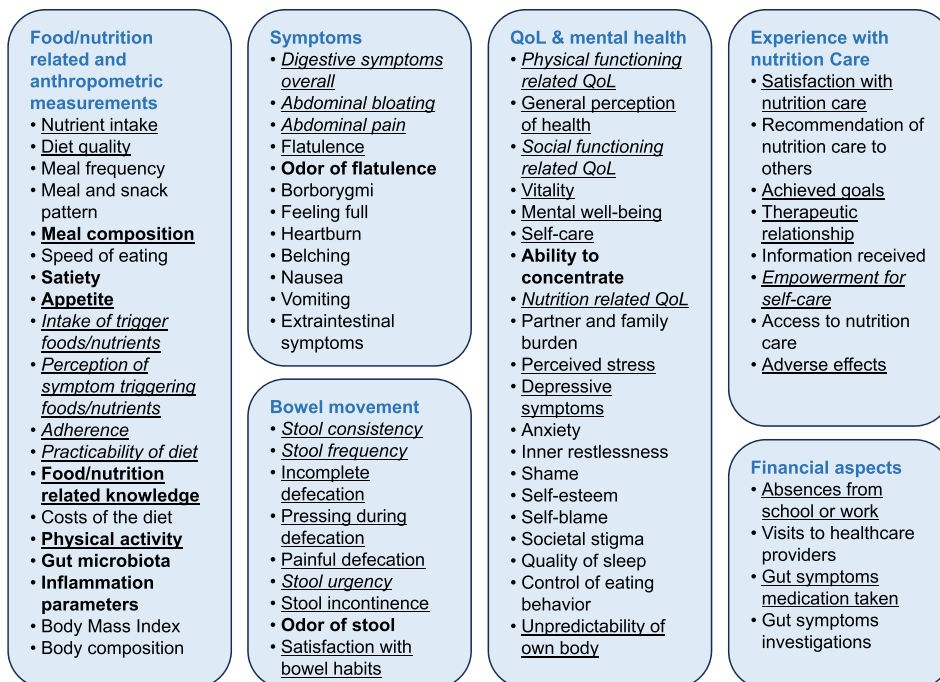 Food/nutrition
related and
anthropometric
measurements
• Nutrient intake
• Diet quality
• Meal frequency
• Meal and snack
pattern
• Meal composition
• Speed of eating
• Satiety
• Appetite
• Intake of trigger
foods/nutrients
• Perception of
symptom triggering
foods/nutrients
• Adherence
• Practicability of diet
• Food/nutrition
related knowledge
• Costs of the diet
• Physical activity
• Gut microbiota
• Inflammation
parameters
• Body Mass Index
• Body composition
Symptoms
• Digestive symptoms
overall
• Abdominal bloating
• Abdominal pain
• Flatulence
• Odor of flatulence
• Borborygmi
• Feeling full
• Heartburn
• Belching
• Nausea
• Vomiting
• Extraintestinal
symptoms
Bowel movement
• Stool consistency
• Stool frequency
• Incomplete
defecation
• Pressing during
defecation
• Painful defecation
• Stool urgency
• Stool incontinence
• Odor of stool
• Satisfaction with
bowel habits
QoL & mental health
• Physical functioning
related QoL
• General perception
of health
• Social functioning
related QoL
• Vitality
• Mental well-being
• Self-care
• Ability to
concentrate
• Nutrition related QoL
• Partner and family
burden
• Perceived stress
• Depressive
symptoms
• Anxiety
• Inner restlessness
• Shame
• Self-esteem
• Self-blame
• Societal stigma
• Quality of sleep
• Control of eating
behavior
• Unpredictability of
own body
Experience with
nutrition Care
• Satisfaction with
nutrition care
• Recommendation of
nutrition care to
others
• Achieved goals
• Therapeutic
relationship
• Information received
• Empowerment for
self-care
• Access to nutrition
care
• Adverse effects
Financial aspects
• Absences from
school or work
• Visits to healthcare
providers
• Gut symptoms
medication taken
• Gut symptoms
investigations